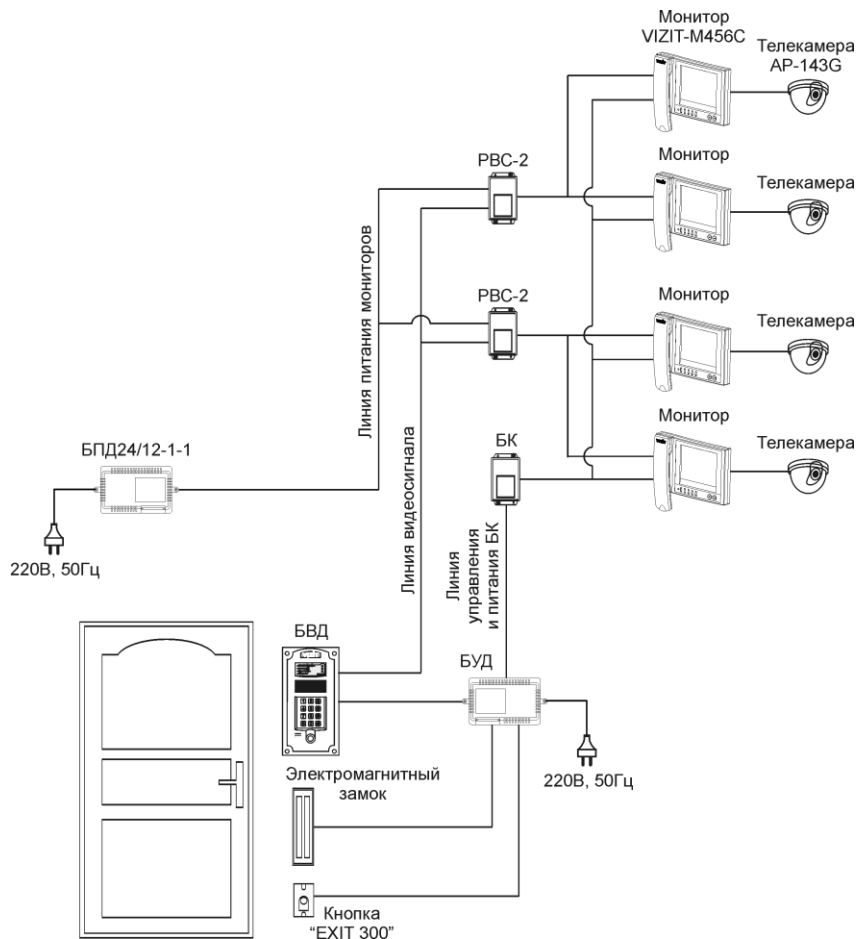 Монитор
VIZIT-M456C
Телекамера
AP-143G
РВС-2
Монитор
Телекамера
Линия питания мониторов
РВС-2
Монитор
Телекамера
Монитор
Телекамера
БК
БПД24/12-1-1
Линия видеосигнала
Линия
управления
и питания БК
220В, 50Гц
БВД
БУД
220В, 50Гц
Электромагнитный
замок
Кнопка
“EXIT 300”